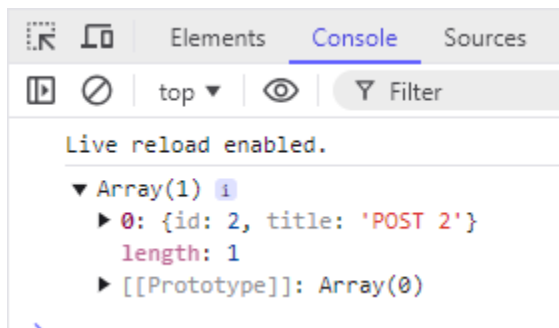 Elements Console Sources
top ▼ Filter
Live reload enabled.
▼ Array(1) i
▶ 0: {id: 2, title: 'POST 2'}
length: 1
▶ [[Prototype]]: Array(0)